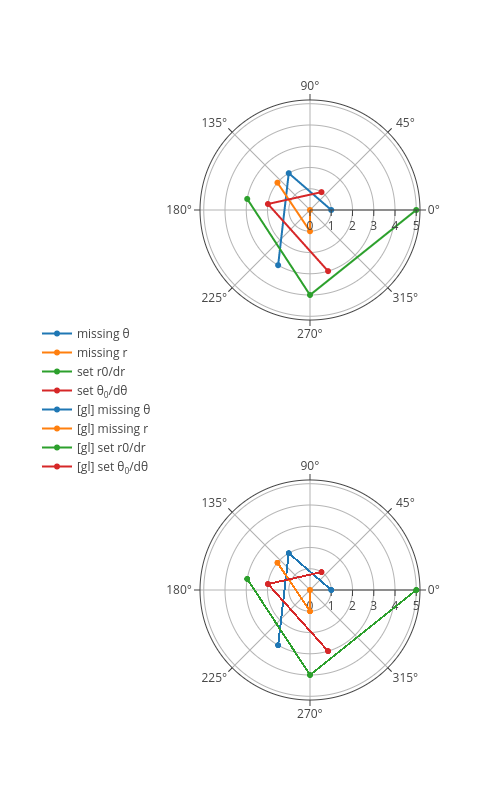 90°
135° 45°
180° 0 1 2 3 4 5 0°
225° 315°
270°
missing θ
missing r
set r0/dr
set θ₀/dθ
[gl] missing θ
[gl] missing r
[gl] set r0/dr
[gl] set θ₀/dθ
90°
135° 45°
180° 0 1 2 3 4 5 0°
225° 315°
270°